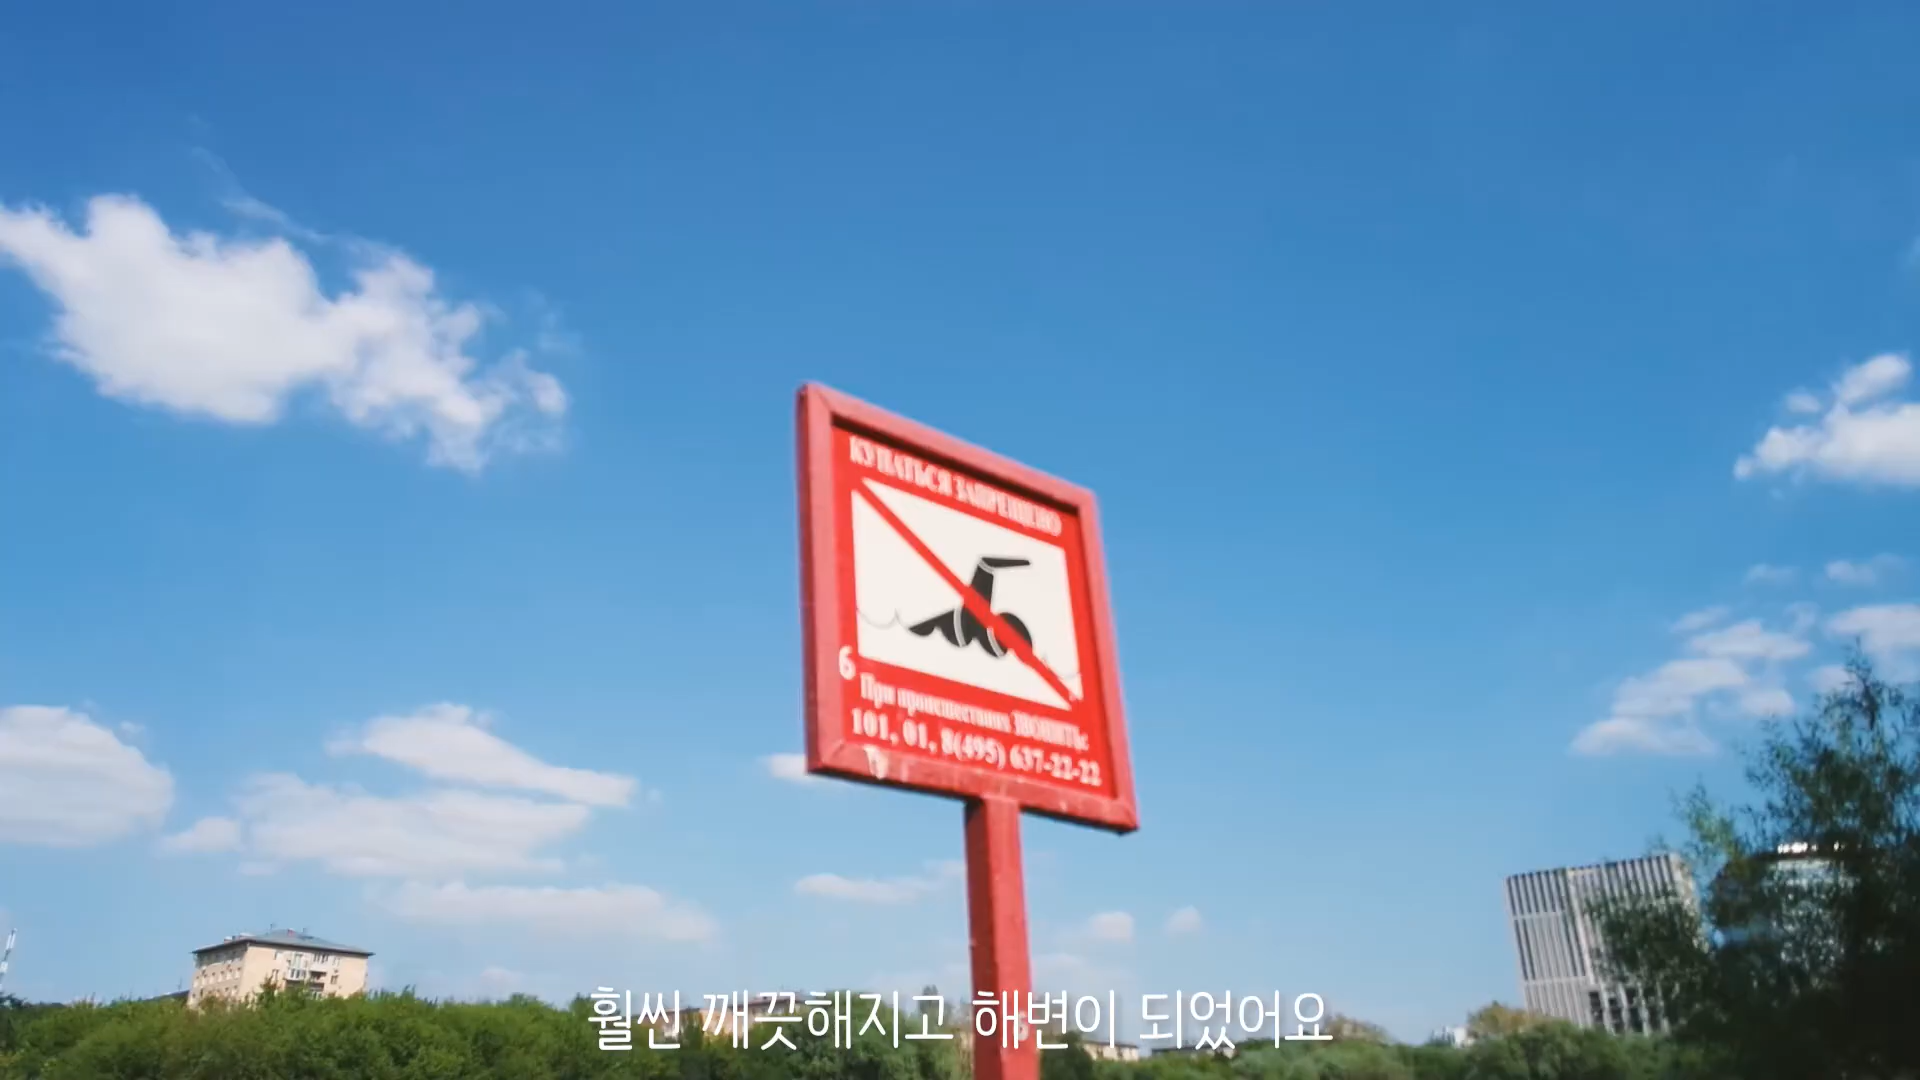 КУПАТЬСЯ ЗАПРЕЩЕНО
6
При происшествиях ЗВОНИТЬ:
101, 01, 8(495) 637-22-22
훨씬 깨끗해지고 해변이 되었어요